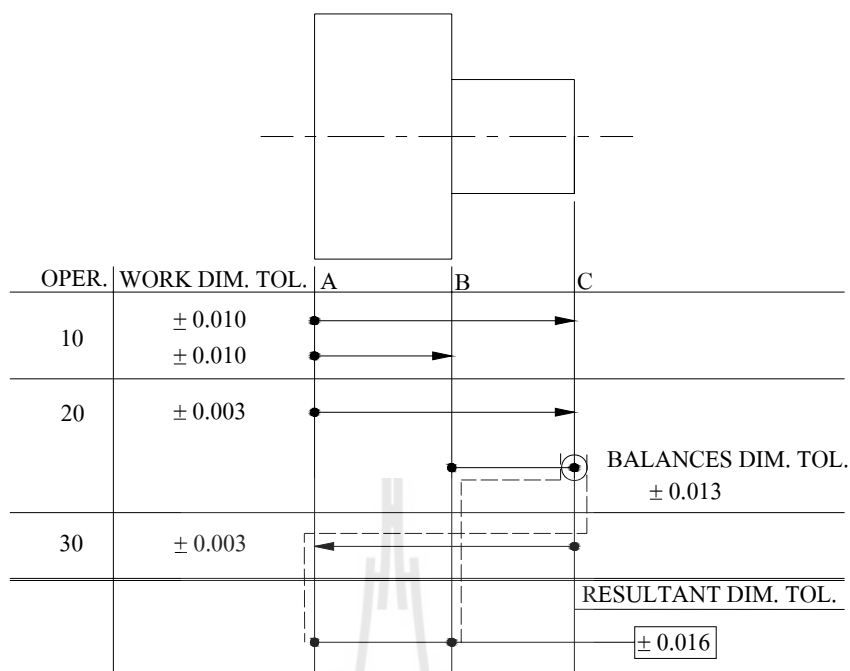 OPER. WORK DIM. TOL. A B C
10 ± 0.010
± 0.010
20 ± 0.003
BALANCES DIM. TOL.
± 0.013
30 ± 0.003
RESULTANT DIM. TOL.
± 0.016